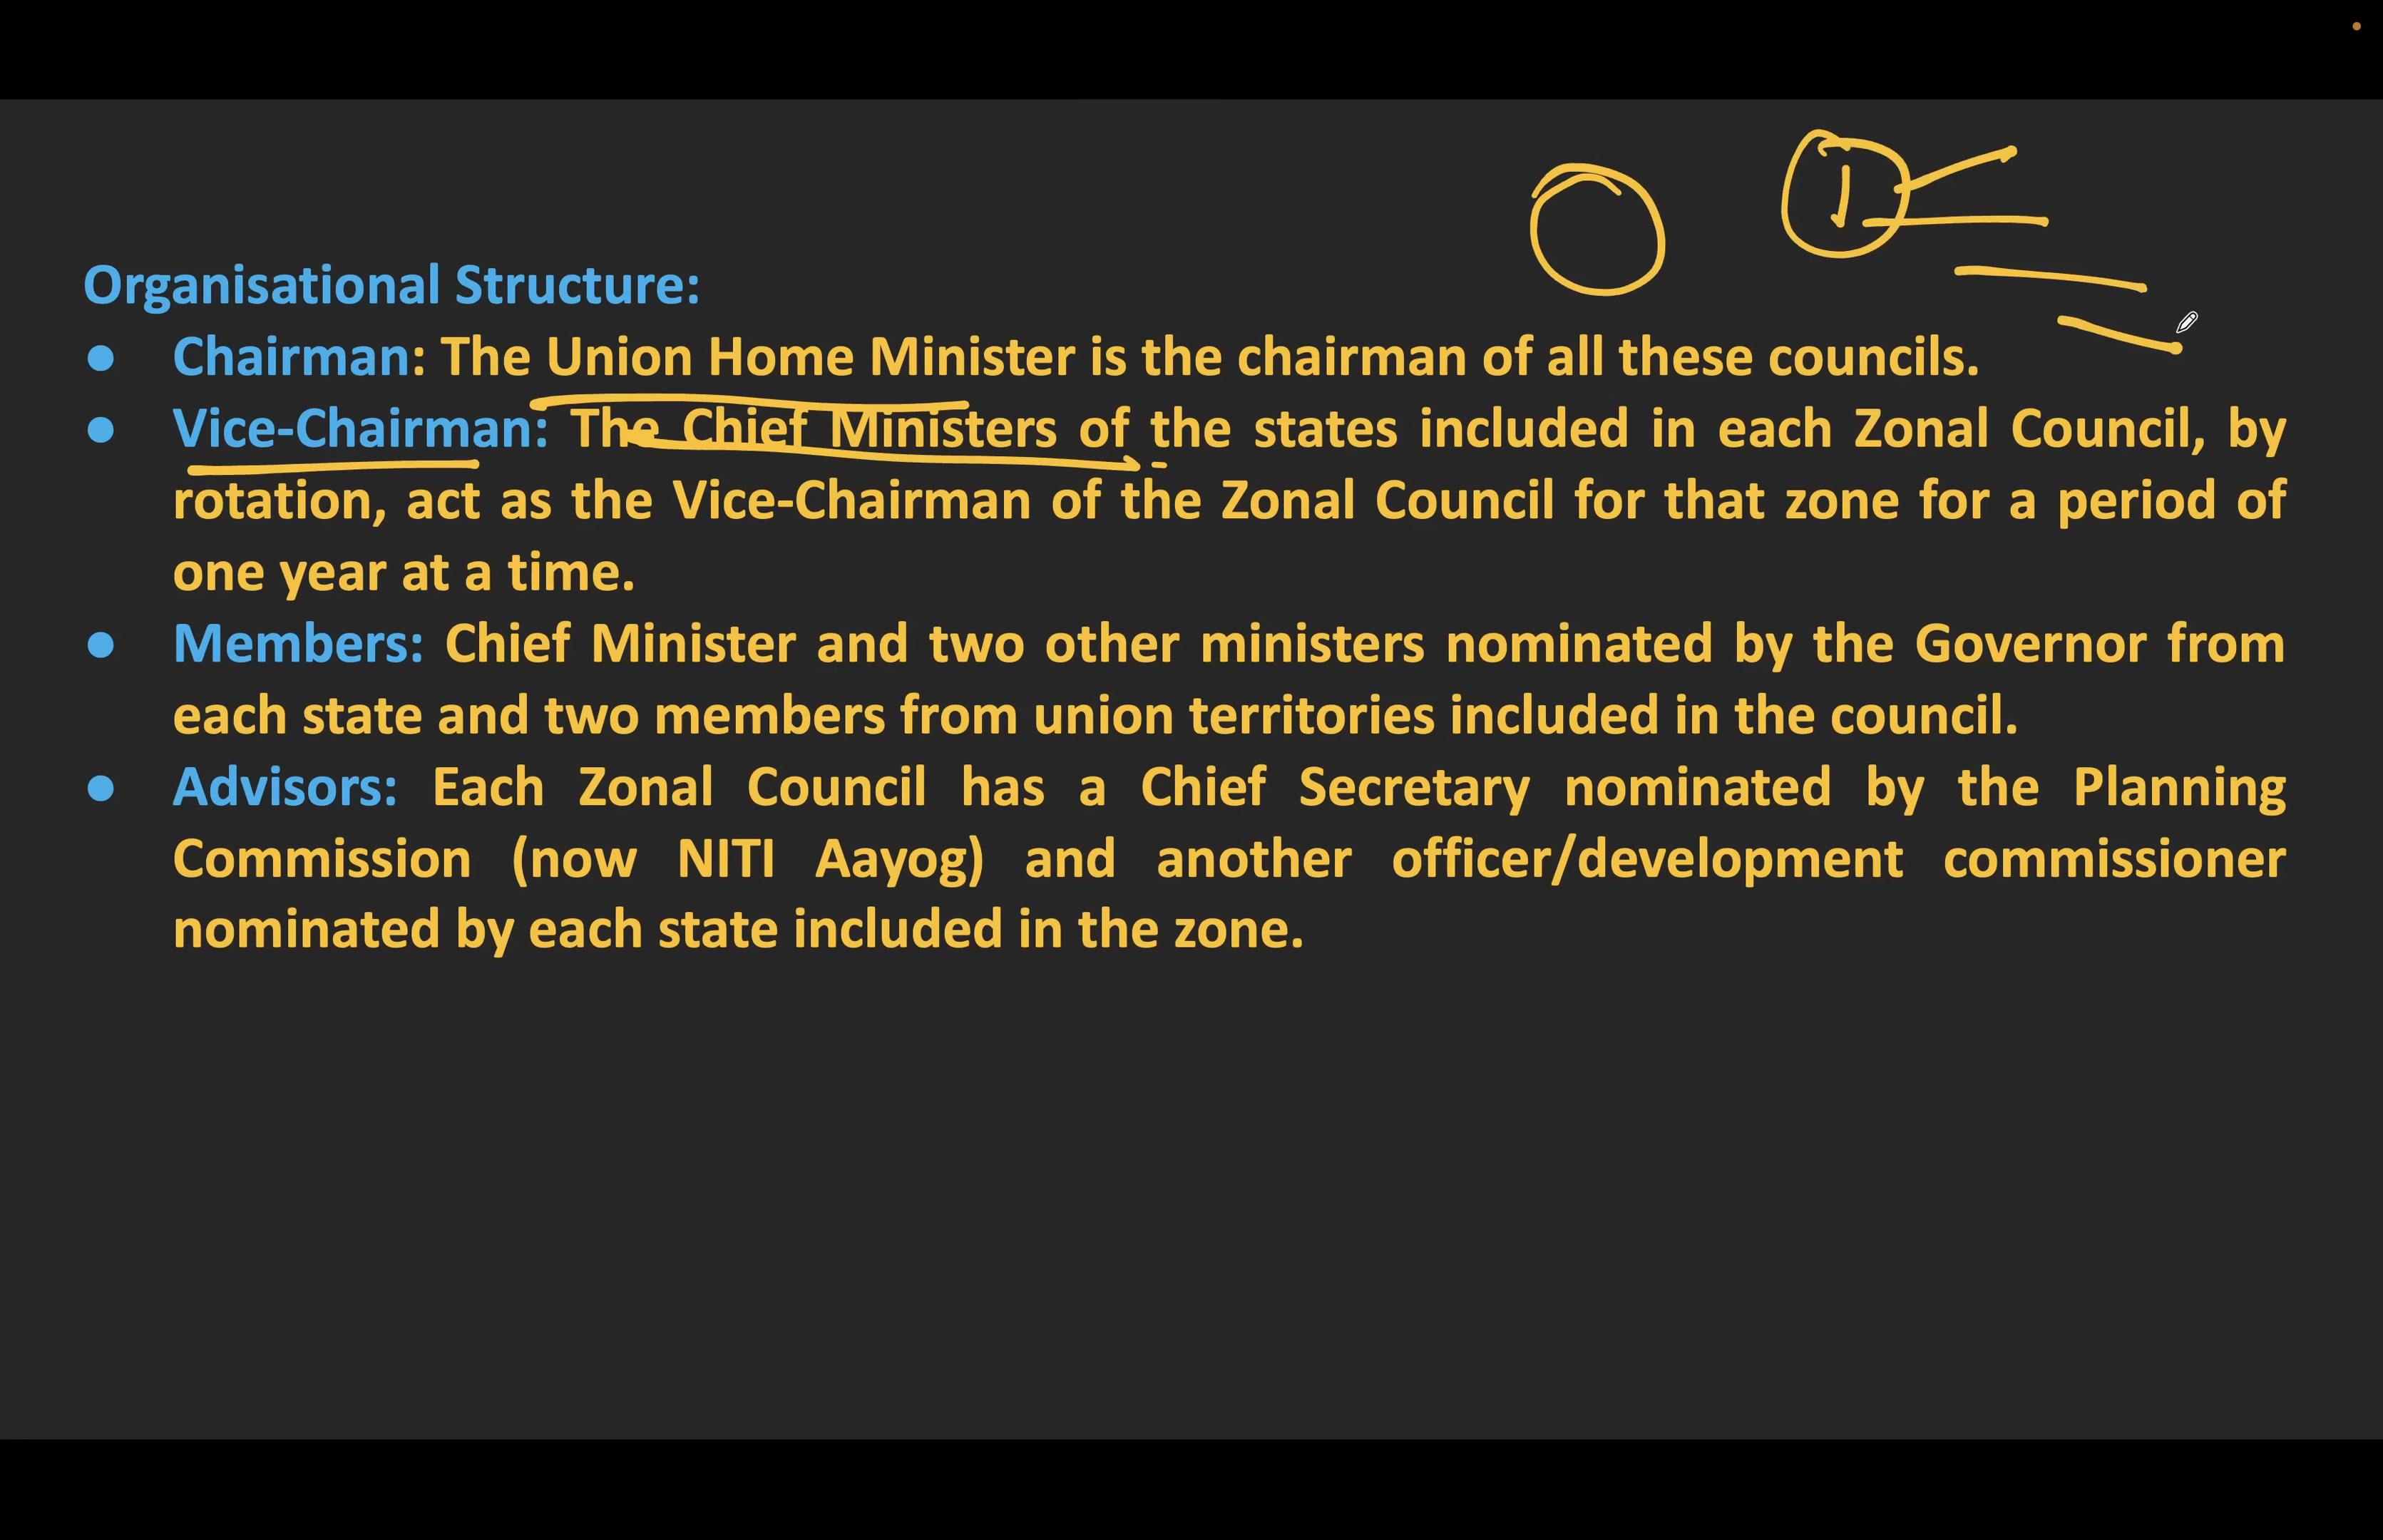 1
Organisational Structure:
● Chairman: The Union Home Minister is the chairman of all these councils.
● Vice-Chairman: The Chief Ministers of the states included in each Zonal Council, by
rotation, act as the Vice-Chairman of the Zonal Council for that zone for a period of
one year at a time.
● Members: Chief Minister and two other ministers nominated by the Governor from
each state and two members from union territories included in the council.
● Advisors: Each Zonal Council has a Chief Secretary nominated by the Planning
Commission (now NITI Aayog) and another officer/development commissioner
nominated by each state included in the zone.